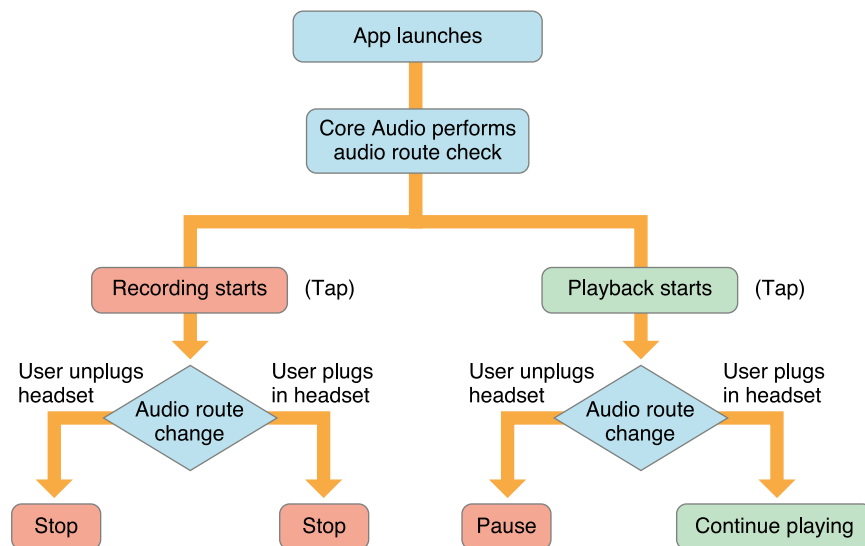 App launches
Core Audio performs
audio route check
Recording starts
(Tap)
Playback starts
(Tap)
User unplugs
headset
User plugs
in headset
Audio route
change
User unplugs
headset
User plugs
in headset
Audio route
change
Stop
Stop
Pause
Continue playing